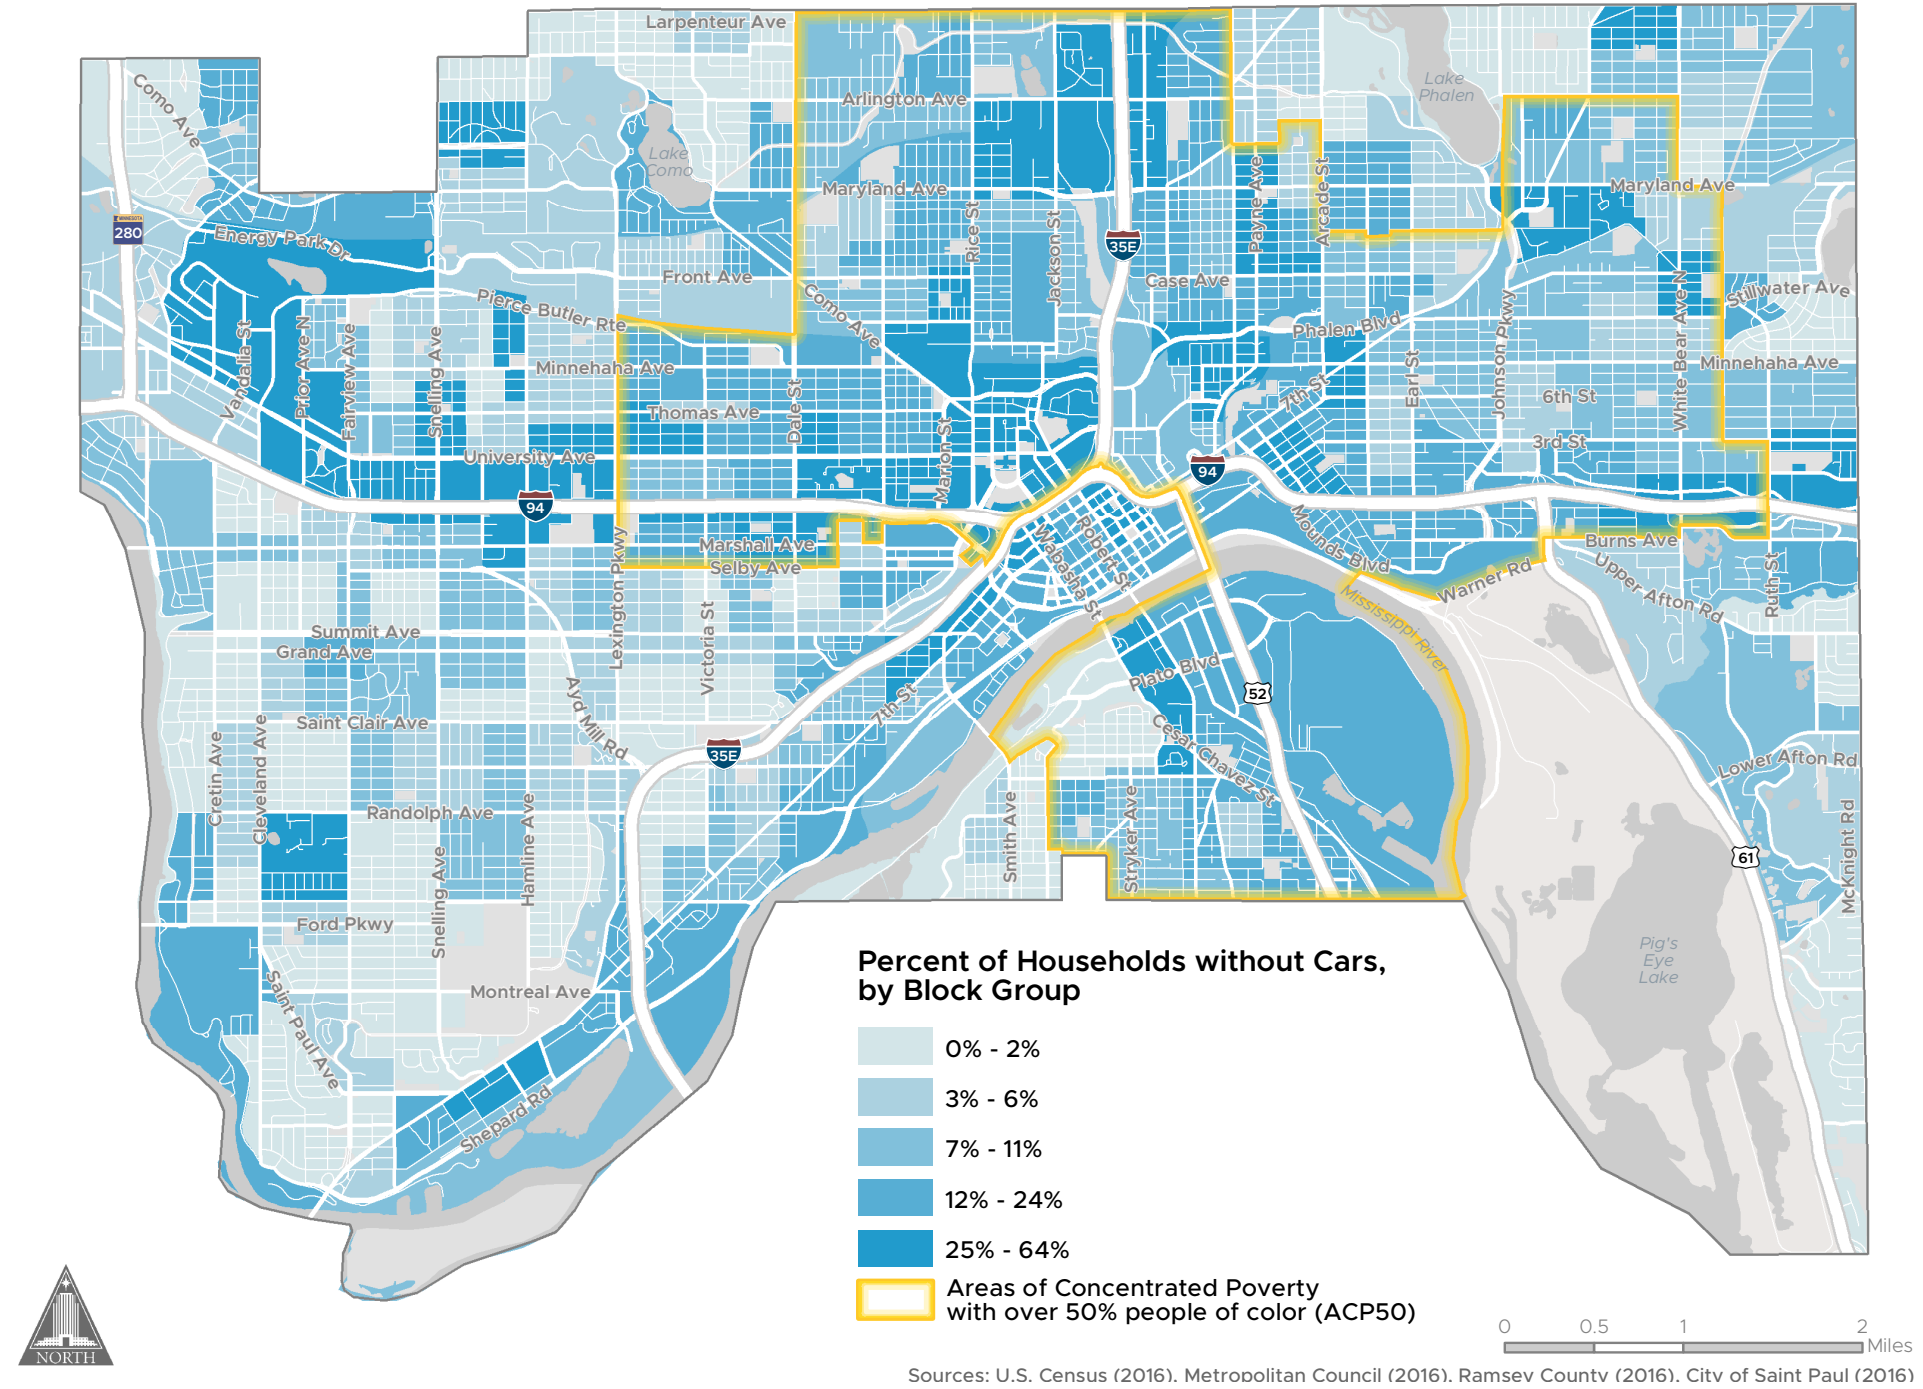 Larpenteur Ave
Como Ave
Lake
Phalen
Arlington Ave
Lake
Como
Maryland Ave
Maryland Ave
MINNESOTA
280
Energy Park Dr
Rice St
Jackson St
35E
Payne Ave
Arcade St
Front Ave
Case Ave
Pierce Butler Rte
Como Ave
Stillwater Ave
Phalen Blvd
Vandalia St
Prior Ave N
Fairview Ave
Snelling Ave
Minnehaha Ave
Minnehaha Ave
Earl St
Johnson Pkwy
White Bear Ave N
Thomas Ave
Dale St
7th St
6th St
Marion St
3rd St
University Ave
94
94
Marshall Ave
Selby Ave
Lexington Pkwy
Wabasha St
Robert St
Mounds Blvd
Burns Ave
Warner Rd
Upper Afton Rd
Ruth St
Mississippi River
Summit Ave
Grand Ave
Victoria St
Plato Blvd
52
Ayd Mill Rd
7th St
Saint Clair Ave
35E
Cesar Chavez St
Cretin Ave
Cleveland Ave
Lower Afton Rd
Randolph Ave
Hamline Ave
Snelling Ave
Smith Ave
Stryker Ave
61
McKnight Rd
Ford Pkwy
Saint Paul Ave
Montreal Ave
Shepard Rd
Pig's
Eye
Lake
Percent of Households without Cars,
by Block Group
0% - 2%
3% - 6%
7% - 11%
12% - 24%
25% - 64%
Areas of Concentrated Poverty
with over 50% people of color (ACP50)
NORTH
0 0.5 1 2
Miles
Sources: U.S. Census (2016), Metropolitan Council (2016), Ramsey County (2016), City of Saint Paul (2016)